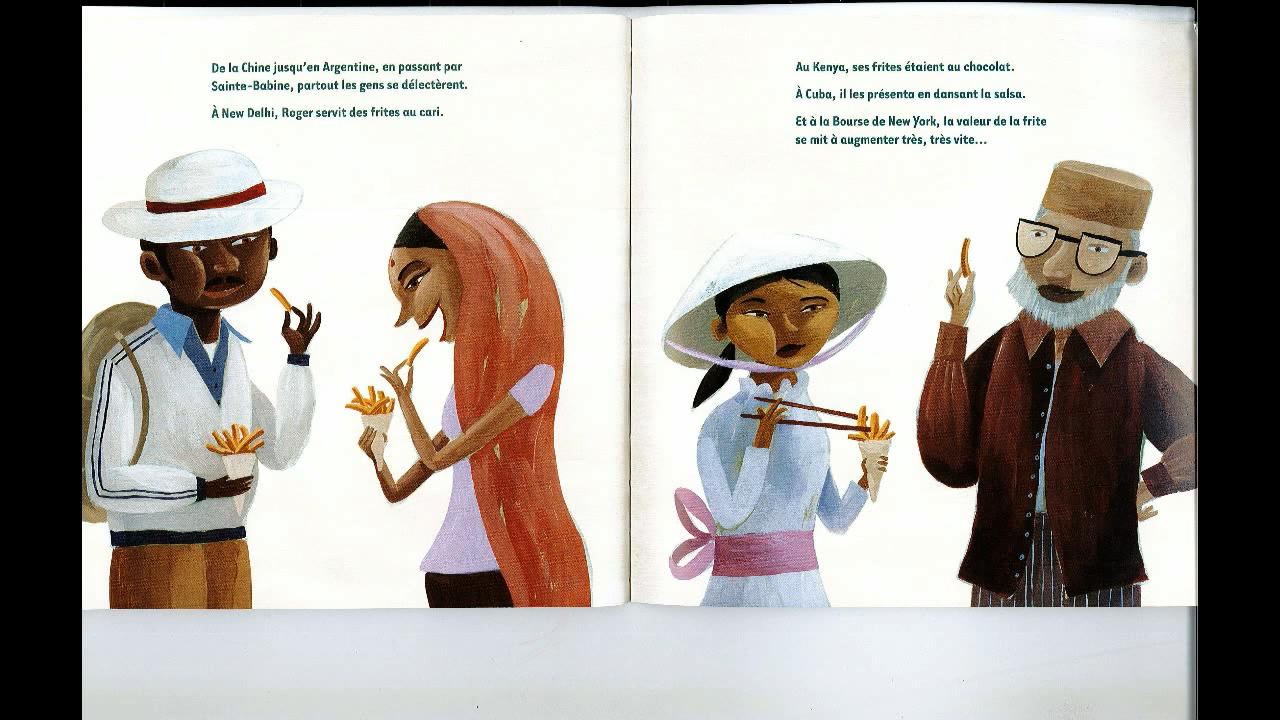 De la Chine jusqu'en Argentine, en passant par
Sainte-Babine, partout les gens se délectèrent.
À New Delhi, Roger servit des frites au cari.
Au Kenya, ses frites étaient au chocolat.
À Cuba, il les présenta en dansant la salsa.
Et à la Bourse de New York, la valeur de la frite
se mit à augmenter très, très vite...